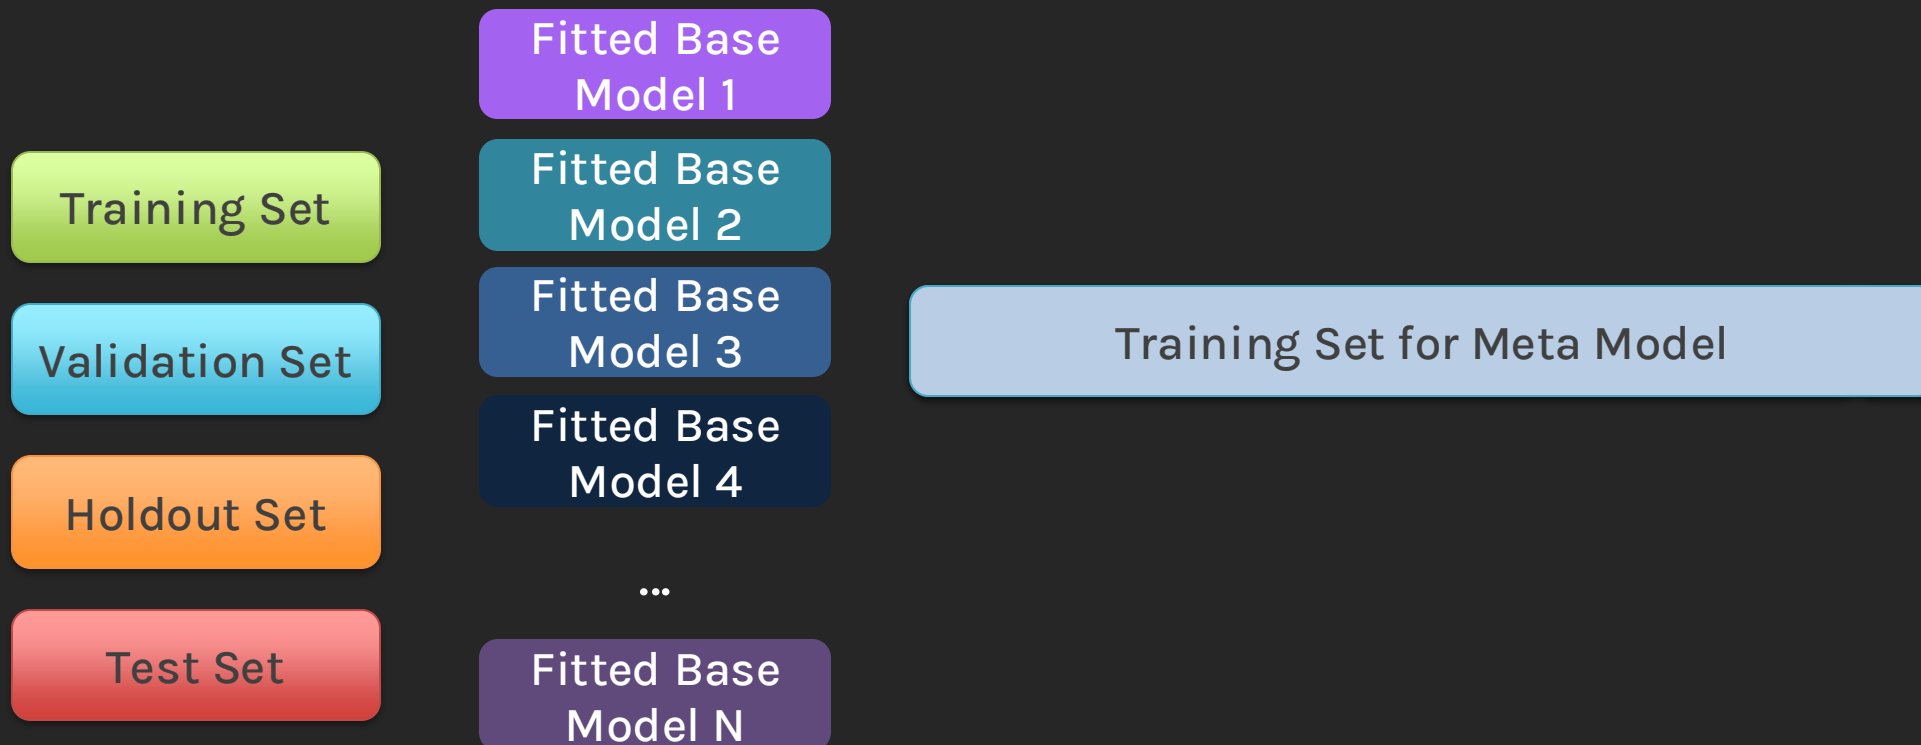 Training Set
Validation Set
Holdout Set
Test Set
Fitted Base
Model 1
Fitted Base
Model 2
Fitted Base
Model 3
Fitted Base
Model 4
...
Fitted Base
Model N
Training Set for Meta Model